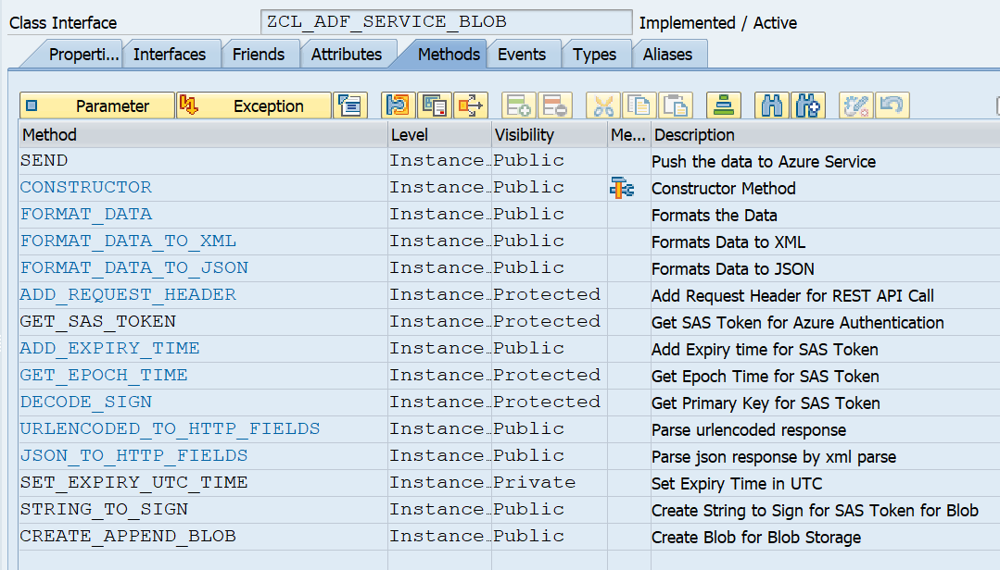 Class Interface ZCL_ADF_SERVICE_BLOB Implemented / Active
Properti... Interfaces Friends Attributes Methods Events Types Aliases
Parameter Exception
Method Level Visibility Me... Description
SEND Instance… Public Push the data to Azure Service
CONSTRUCTOR Instance… Public Constructor Method
FORMAT_DATA Instance… Public Formats the Data
FORMAT_DATA_TO_XML Instance… Public Formats Data to XML
FORMAT_DATA_TO_JSON Instance… Public Formats Data to JSON
ADD_REQUEST_HEADER Instance… Protected Add Request Header for REST API Call
GET_SAS_TOKEN Instance… Protected Get SAS Token for Azure Authentication
ADD_EXPIRY_TIME Instance… Public Add Expiry time for SAS Token
GET_EPOCH_TIME Instance… Protected Get Epoch Time for SAS Token
DECODE_SIGN Instance… Protected Get Primary Key for SAS Token
URLENCODED_TO_HTTP_FIELDS Instance… Public Parse urlencoded response
JSON_TO_HTTP_FIELDS Instance… Public Parse json response by xml parse
SET_EXPIRY_UTC_TIME Instance… Private Set Expiry Time in UTC
STRING_TO_SIGN Instance… Public Create String to Sign for SAS Token for Blob
CREATE_APPEND_BLOB Instance… Public Create Blob for Blob Storage